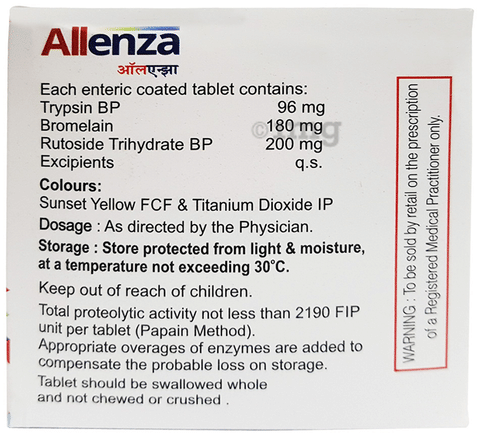 Allenza
ऑलएन्झा
Each enteric coated tablet contains:
Trypsin BP 96 mg
Bromelain 180 mg
Rutoside Trihydrate BP 200 mg
Excipients q.s.
Colours:
Sunset Yellow FCF & Titanium Dioxide IP
Dosage : As directed by the Physician.
Storage : Store protected from light & moisture,
at a temperature not exceeding 30°C.
Keep out of reach of children.
Total proteolytic activity not less than 2190 FIP
unit per tablet (Papain Method).
Appropriate overages of enzymes are added to
compensate the probable loss on storage.
Tablet should be swallowed whole
and not chewed or crushed .
WARNING : To be sold by retail on the prescription
of a Registered Medical Practitioner only.